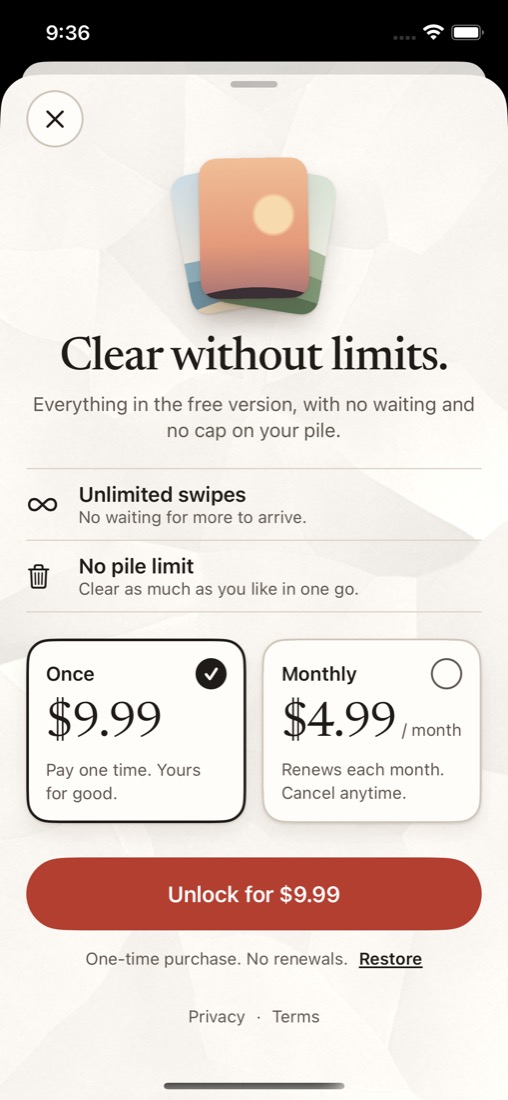 9:36
Clear without limits.
Everything in the free version, with no waiting and
no cap on your pile.
Unlimited swipes
No waiting for more to arrive.
No pile limit
Clear as much as you like in one go.
Once
$9.99
Pay one time. Yours
for good.
Monthly
$4.99 / month
Renews each month.
Cancel anytime.
Unlock for $9.99
One-time purchase. No renewals. Restore
Privacy · Terms